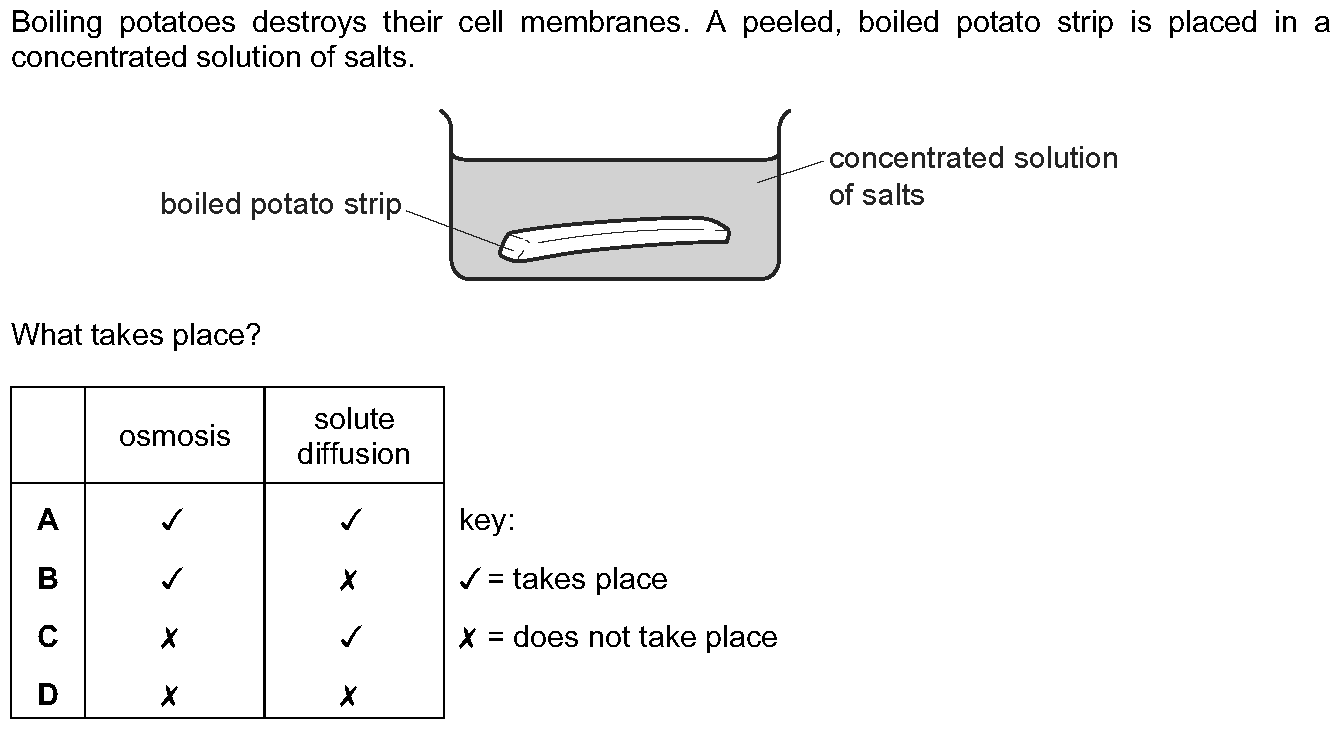 Boiling potatoes destroys their cell membranes. A peeled, boiled potato strip is placed in a
concentrated solution of salts.
concentrated solution
of salts
boiled potato strip
What takes place?
osmosis
solute
diffusion
A ✓ ✓
key:
B ✓ ✗
✓ = takes place
C ✗ ✓
✗ = does not take place
D ✗ ✗